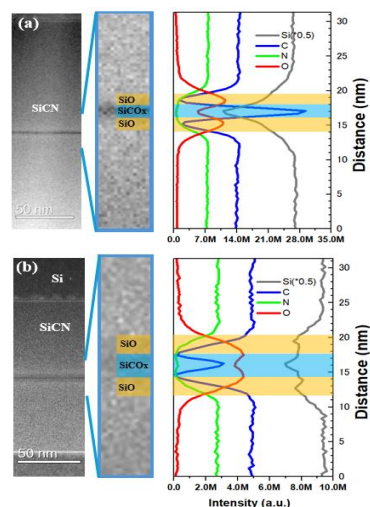 (a)
SiCN
50 nm
SiO
SiCOx
SiO
Si(*0.5)
C
N
O
30
25
20
15
10
5
0
Distance (nm)
0.0 7.0M 14.0M 21.0M 28.0M 35.0M
(b)
Si
SiCN
50 nm
SiO
SiCOx
SiO
Si(*0.5)
C
N
O
30
25
20
15
10
5
0
Distance (nm)
0.0 2.0M 4.0M 6.0M 8.0M 10.0M
Intensity (a.u.)